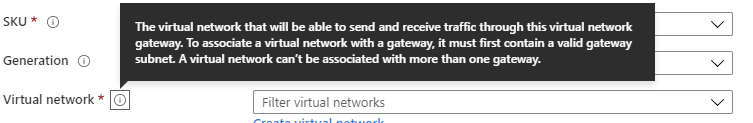 SKU *
The virtual network that will be able to send and receive traffic through this virtual network
gateway. To associate a virtual network with a gateway, it must first contain a valid gateway
subnet. A virtual network can't be associated with more than one gateway.
Generation
Virtual network *
Filter virtual networks
Create virtual network